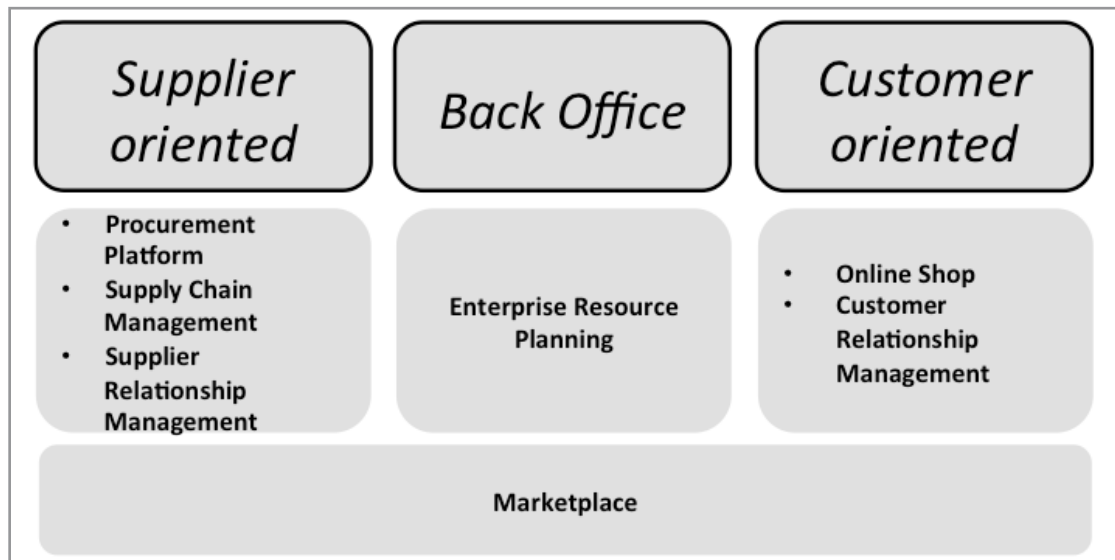 Supplier
oriented
Back Office
Customer
oriented
• Procurement
Platform
• Supply Chain
Management
• Supplier
Relationship
Management
Enterprise Resource
Planning
• Online Shop
• Customer
Relationship
Management
Marketplace